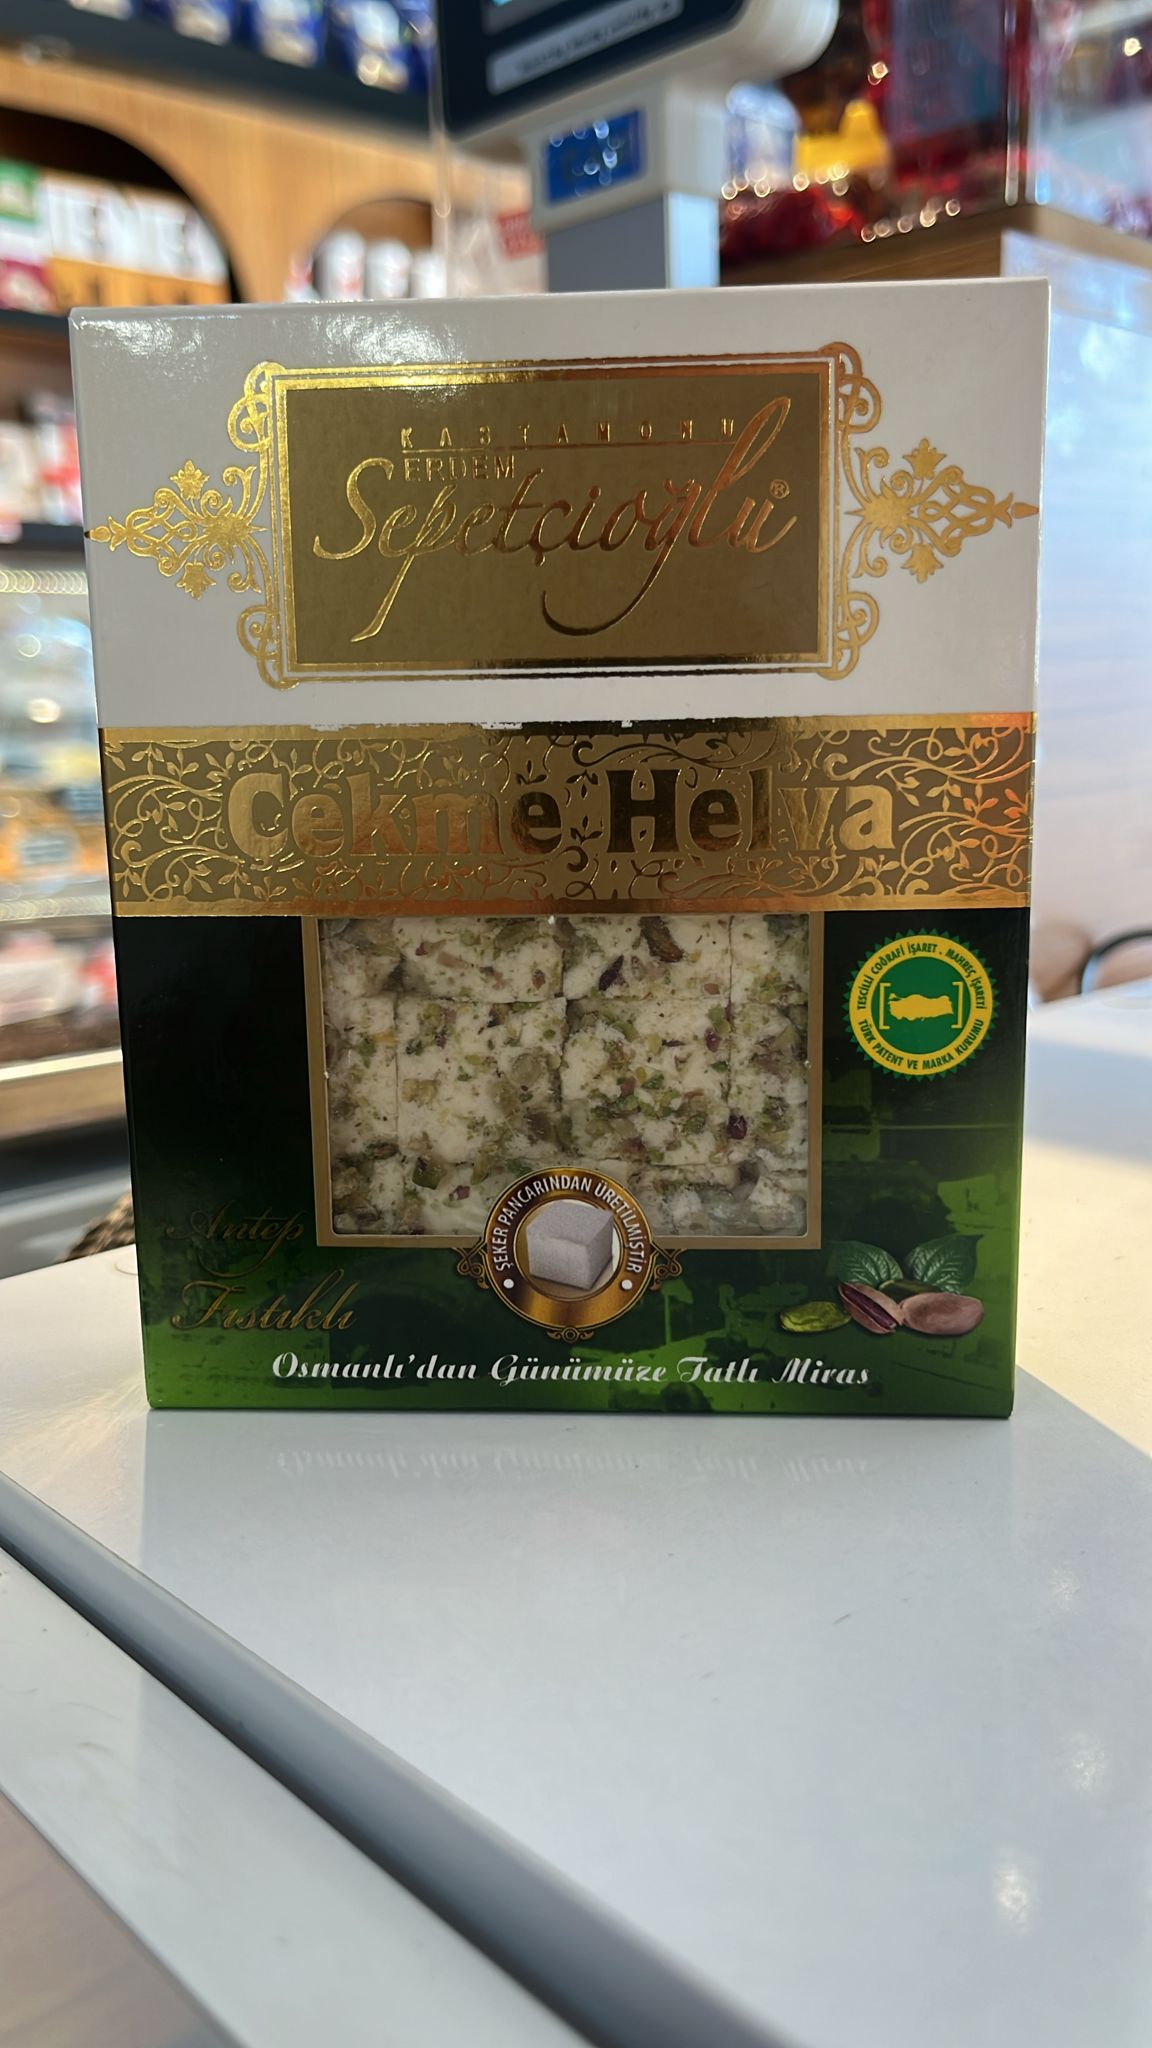 KASTAMONU
ERDEM
Sepetçioğlu®
Çekme Helva
TESCİLLİ COĞRAFİ İŞARET . MAHREÇ İŞARETİ
TÜRK PATENT VE MARKA KURUMU
ŞEKER PANCARINDAN ÜRETİLMİŞTİR
Antep
Fıstıklı
Osmanlı'dan Günümüze Tatlı Miras